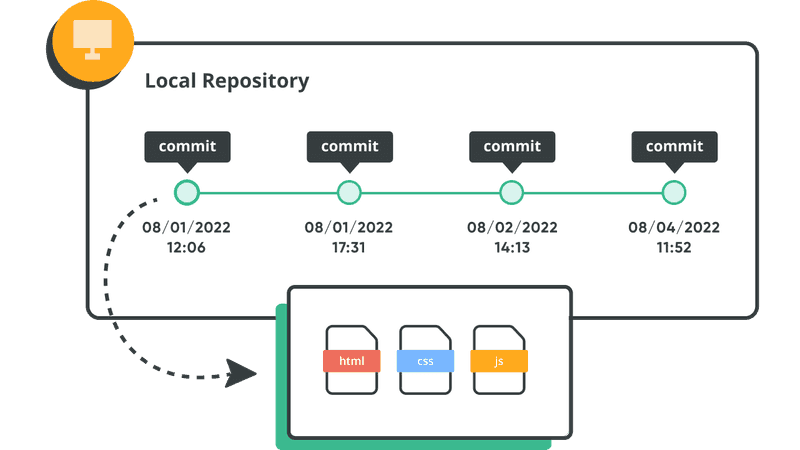 Local Repository
commit commit commit commit
08/01/2022 08/01/2022 08/02/2022 08/04/2022
12:06 17:31 14:13 11:52
html css js